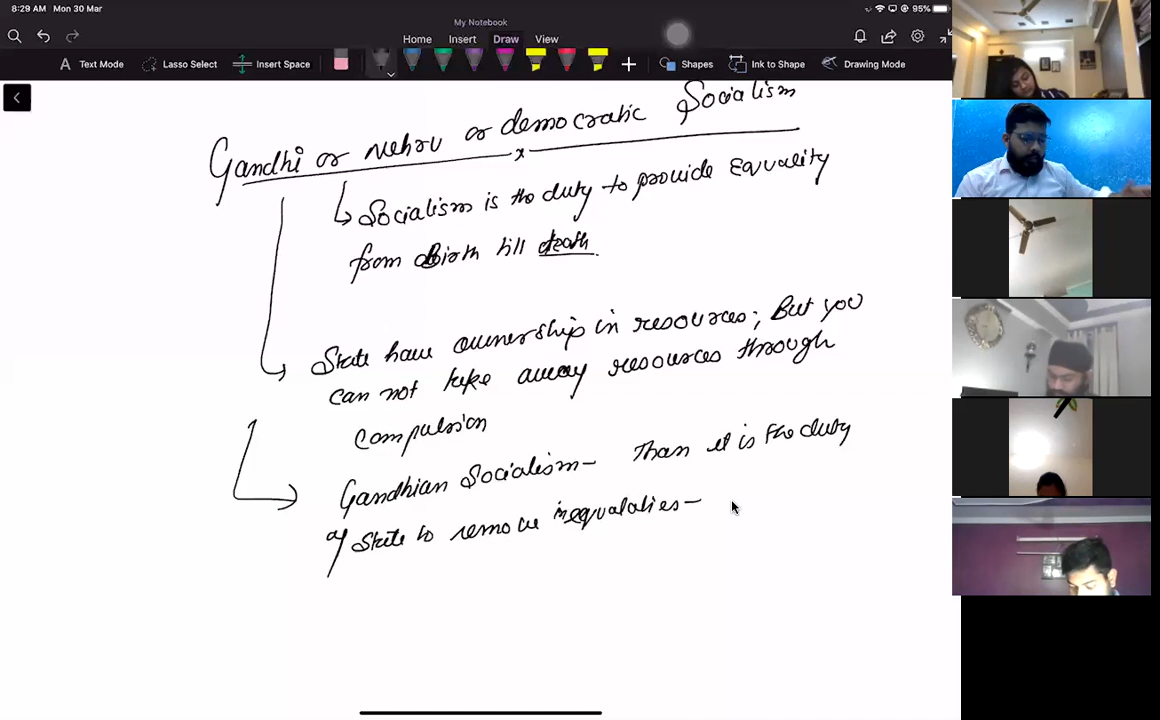 8:29 AM Mon 30 Mar
95%
My Notebook
Home Insert Draw View
Text Mode Lasso Select Insert Space Shapes Ink to Shape Drawing Mode
Gandhi or Nehru or democratic Socialism
Socialism is the duty to provide Equality
from Birth till death.
State have ownership in resources; But you
can not take away resources through
Compulsion
Gandhian Socialism- Than it is the duty
of State to remove inequalaties-